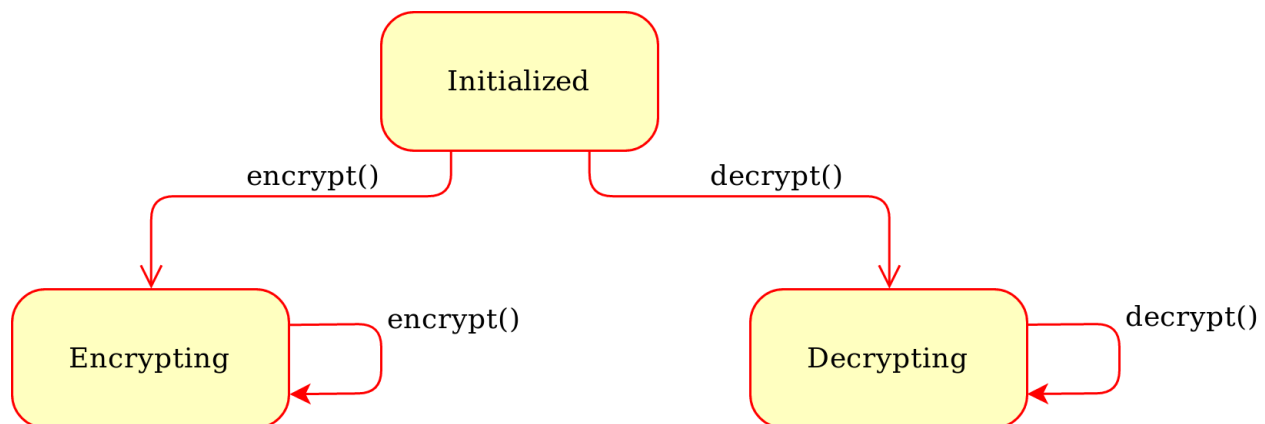 Initialized
encrypt()
decrypt()
encrypt()
decrypt()
Encrypting
Decrypting